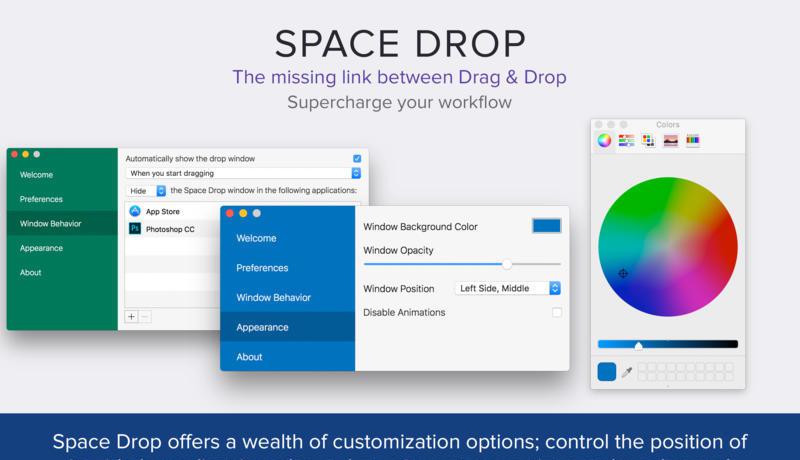 SPACE DROP
The missing link between Drag & Drop
Supercharge your workflow
Colors
Automatically show the drop window
When you start dragging
Hide the Space Drop window in the following applications:
Welcome
Preferences
Window Behavior
Appearance
About
App Store
Ps Photoshop CC
Welcome
Preferences
Window Behavior
Appearance
About
Window Background Color
Window Opacity
Window Position Left Side, Middle
Disable Animations
Space Drop offers a wealth of customization options; control the position of